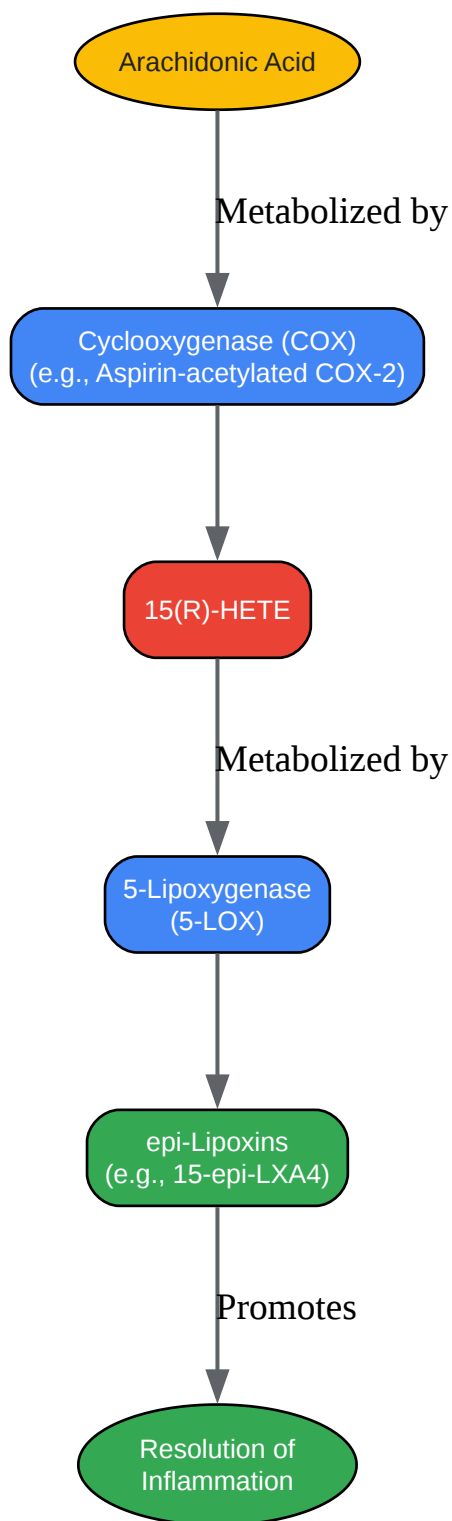 Arachidonic Acid
Metabolized by
Cyclooxygenase (COX)
(e.g., Aspirin-acetylated COX-2)
15(R)-HETE
Metabolized by
5-Lipoxygenase
(5-LOX)
epi-Lipoxins
(e.g., 15-epi-LXA4)
Promotes
Resolution of
Inflammation